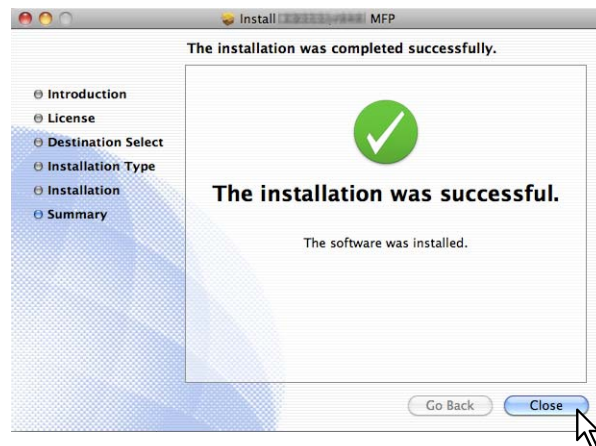 Install MFP
The installation was completed successfully.
Introduction
License
Destination Select
Installation Type
Installation
Summary
The installation was successful.
The software was installed.
Go Back
Close